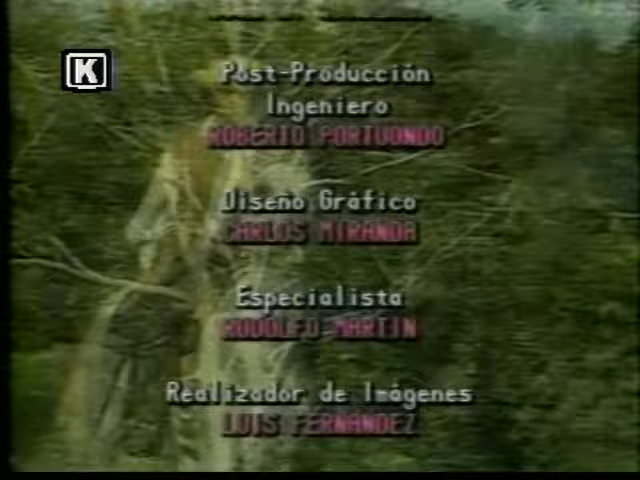 K
Post-Producción
Ingeniero
ROBERTO PORTUONDO
Diseño Gráfico
CARLOS MIRANDA
Especialista
RODOLFO MARTIN
Realizador de Imágenes
LUIS FERNANDEZ